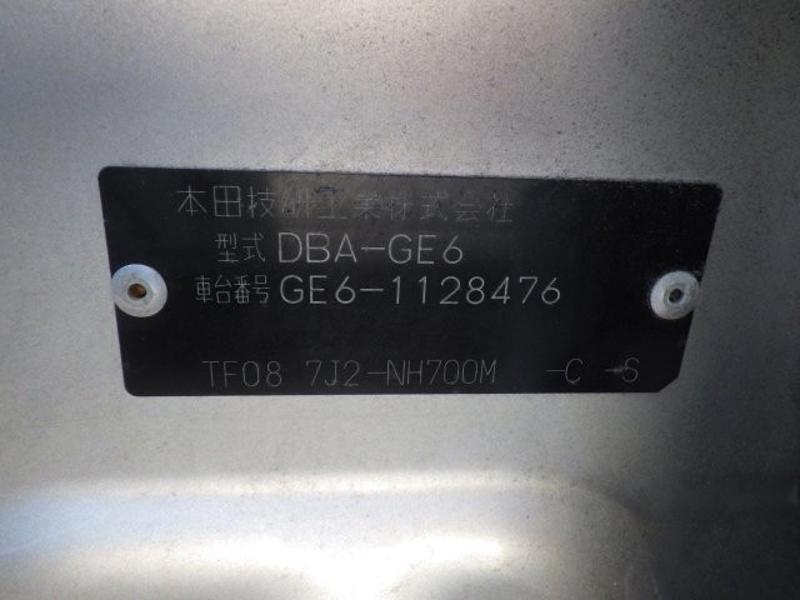 本田技研工業株式会社
型式 DBA-GE6
車台番号 GE6-1128476
TF08 7J2-NH700M -C -S